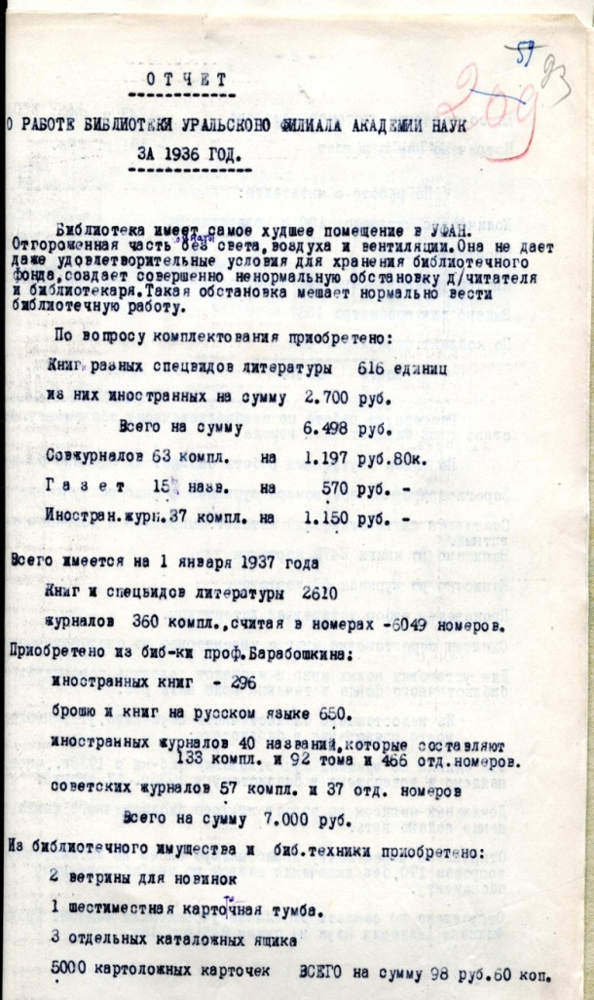 59
93
209
ОТЧЕТ
О РАБОТЕ БИБЛИОТЕКИ УРАЛЬСКОГО ФИЛИАЛА АКАДЕМИИ НАУК
ЗА 1936 ГОД.
Библиотека имеет самое худшее помещение в УФАН.
Отгороженная часть без света,воздуха и вентиляции.Она не дает
даже удовлетворительные условия для хранения библиотечного
фонда,создает совершенно ненормальную обстановку д/читателя
и библиотекаря.Такая обстановка мешает нормально вести
библиотечную работу.
По вопросу комплектования приобретено:
Книг,разных спецвидов литературы 616 единиц
из них иностранных на сумму 2.700 руб.
Всего на сумму 6.498 руб.
Совжурналов 63 компл. на 1.197 руб.80к.
Газет 15 назв. на 570 руб. -
Иностран.журн.37 компл. на 1.150 руб.
Всего имеется на 1 января 1937 года
Книг и спецьвидов литературы 2610
журналов 360 компл.,считая в номерах -6049 номеров.
Приобретено из биб-ки проф.Барабошкина:
иностранных книг 296
брошю и книг на русском языке 650.
иностранных журналов 40 названий,которые составляют
133 компл. и 92 тома и 466 отд.номеров.
советских журналов 57 компл. и 37 отд. номеров
Всего на сумму 7.000 руб.
Из библиотечного имущества и биб.техники приобретено:
2 ветрины для новинок
1 шестиместная карточная тумба.
3 отдельных каталожных ящика
5000 картоложных карточек ВСЕГО на сумму 98 руб.60 коп.